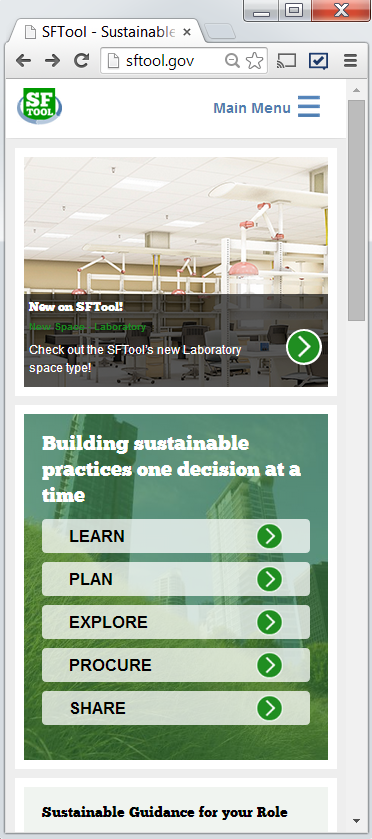 SFTool - Sustainable
sftool.gov
SF
TOOL
Main Menu
New on SFTool!
New Space - Laboratory
Check out the SFTool's new Laboratory
space type!
Building sustainable
practices one decision at a
time
LEARN
PLAN
EXPLORE
PROCURE
SHARE
Sustainable Guidance for your Role